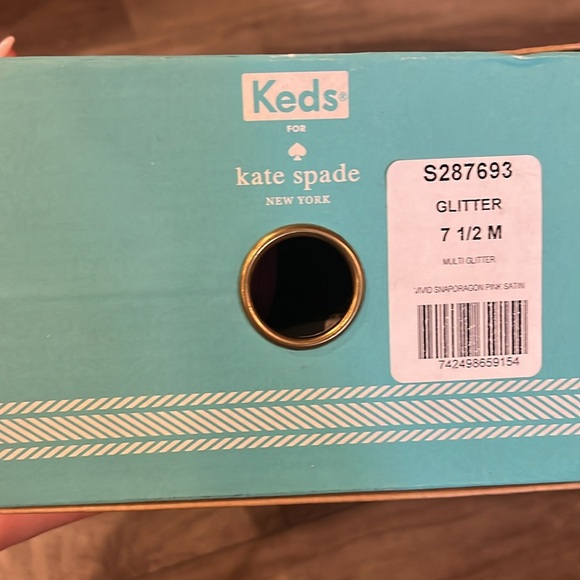 Keds®
FOR
kate spade
NEW YORK
S287693
GLITTER
7 1/2 M
MULTI GLITTER
VIVID SNAPDRAGON PINK SATIN
742498659154